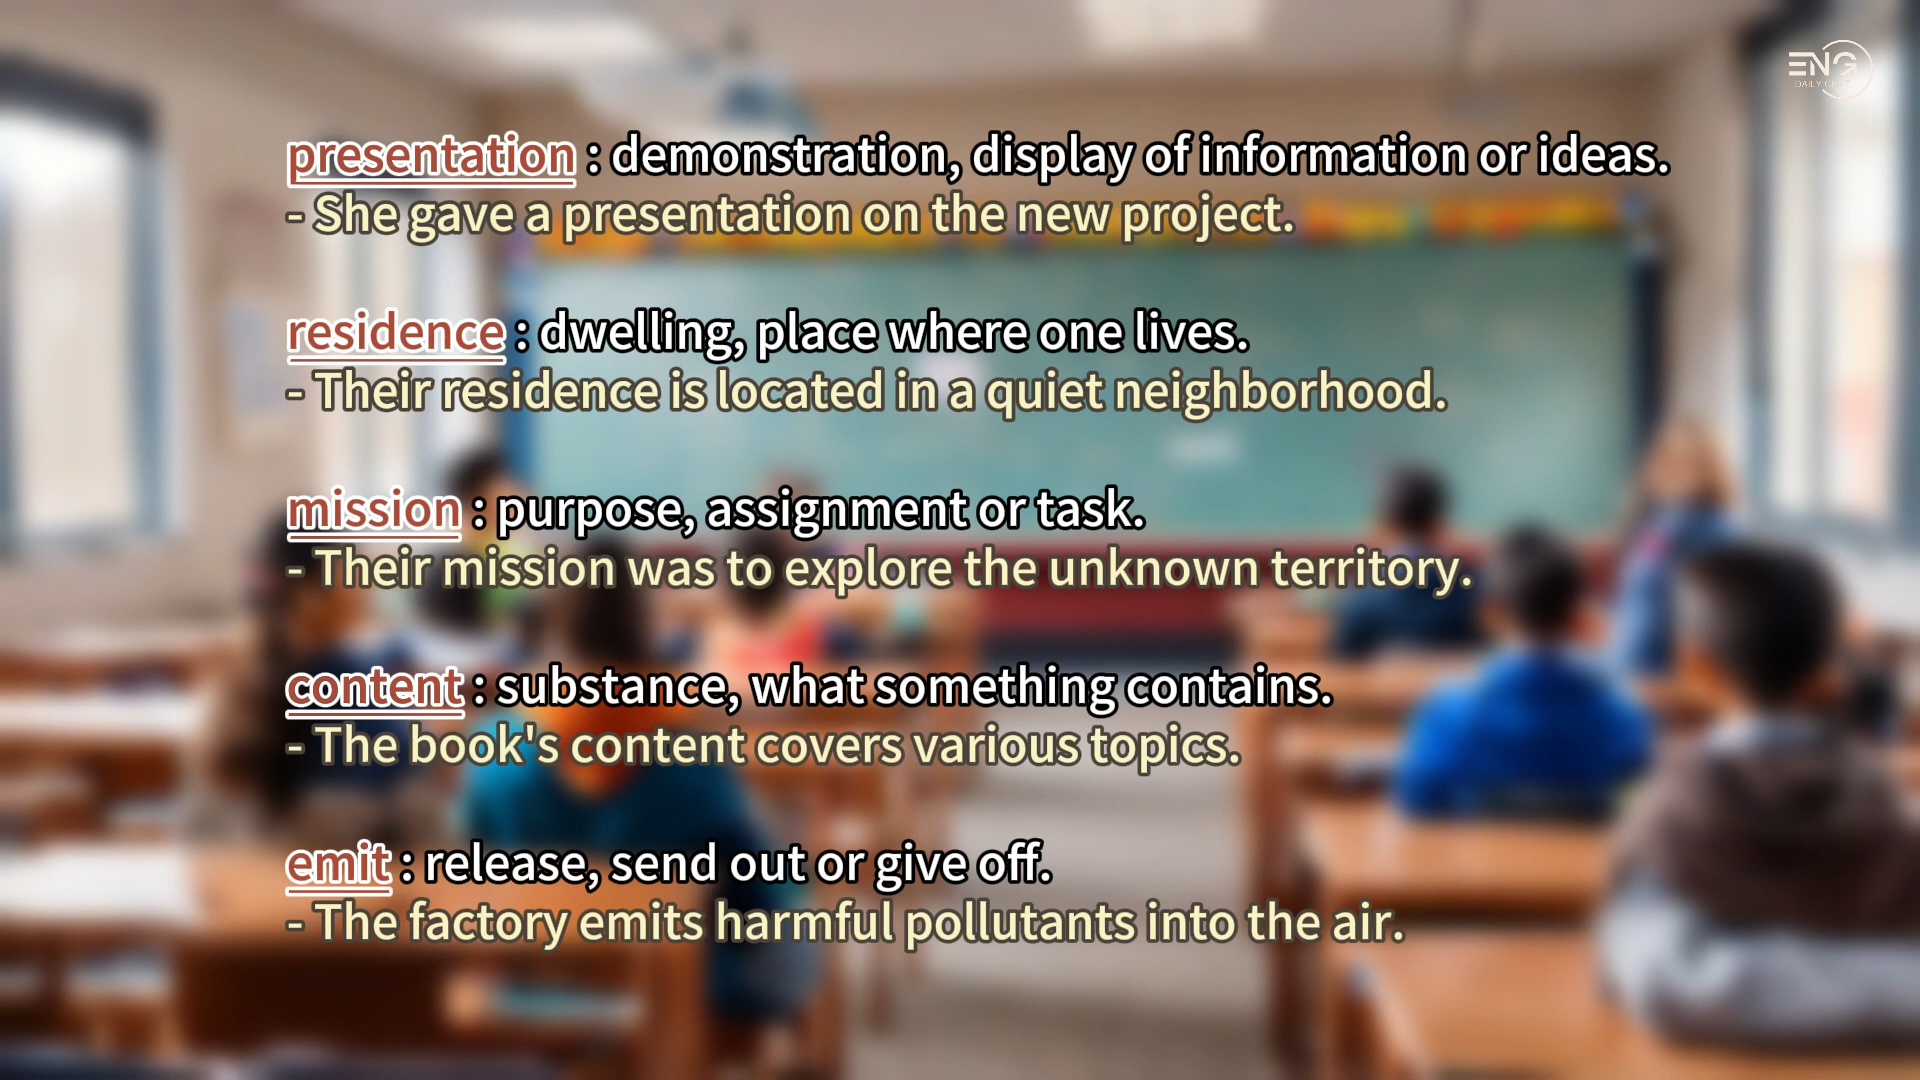 ENG
DAILY
presentation : demonstration, display of information or ideas.
- She gave a presentation on the new project.
residence : dwelling, place where one lives.
- Their residence is located in a quiet neighborhood.
mission : purpose, assignment or task.
- Their mission was to explore the unknown territory.
content : substance, what something contains.
- The book's content covers various topics.
emit : release, send out or give off.
- The factory emits harmful pollutants into the air.